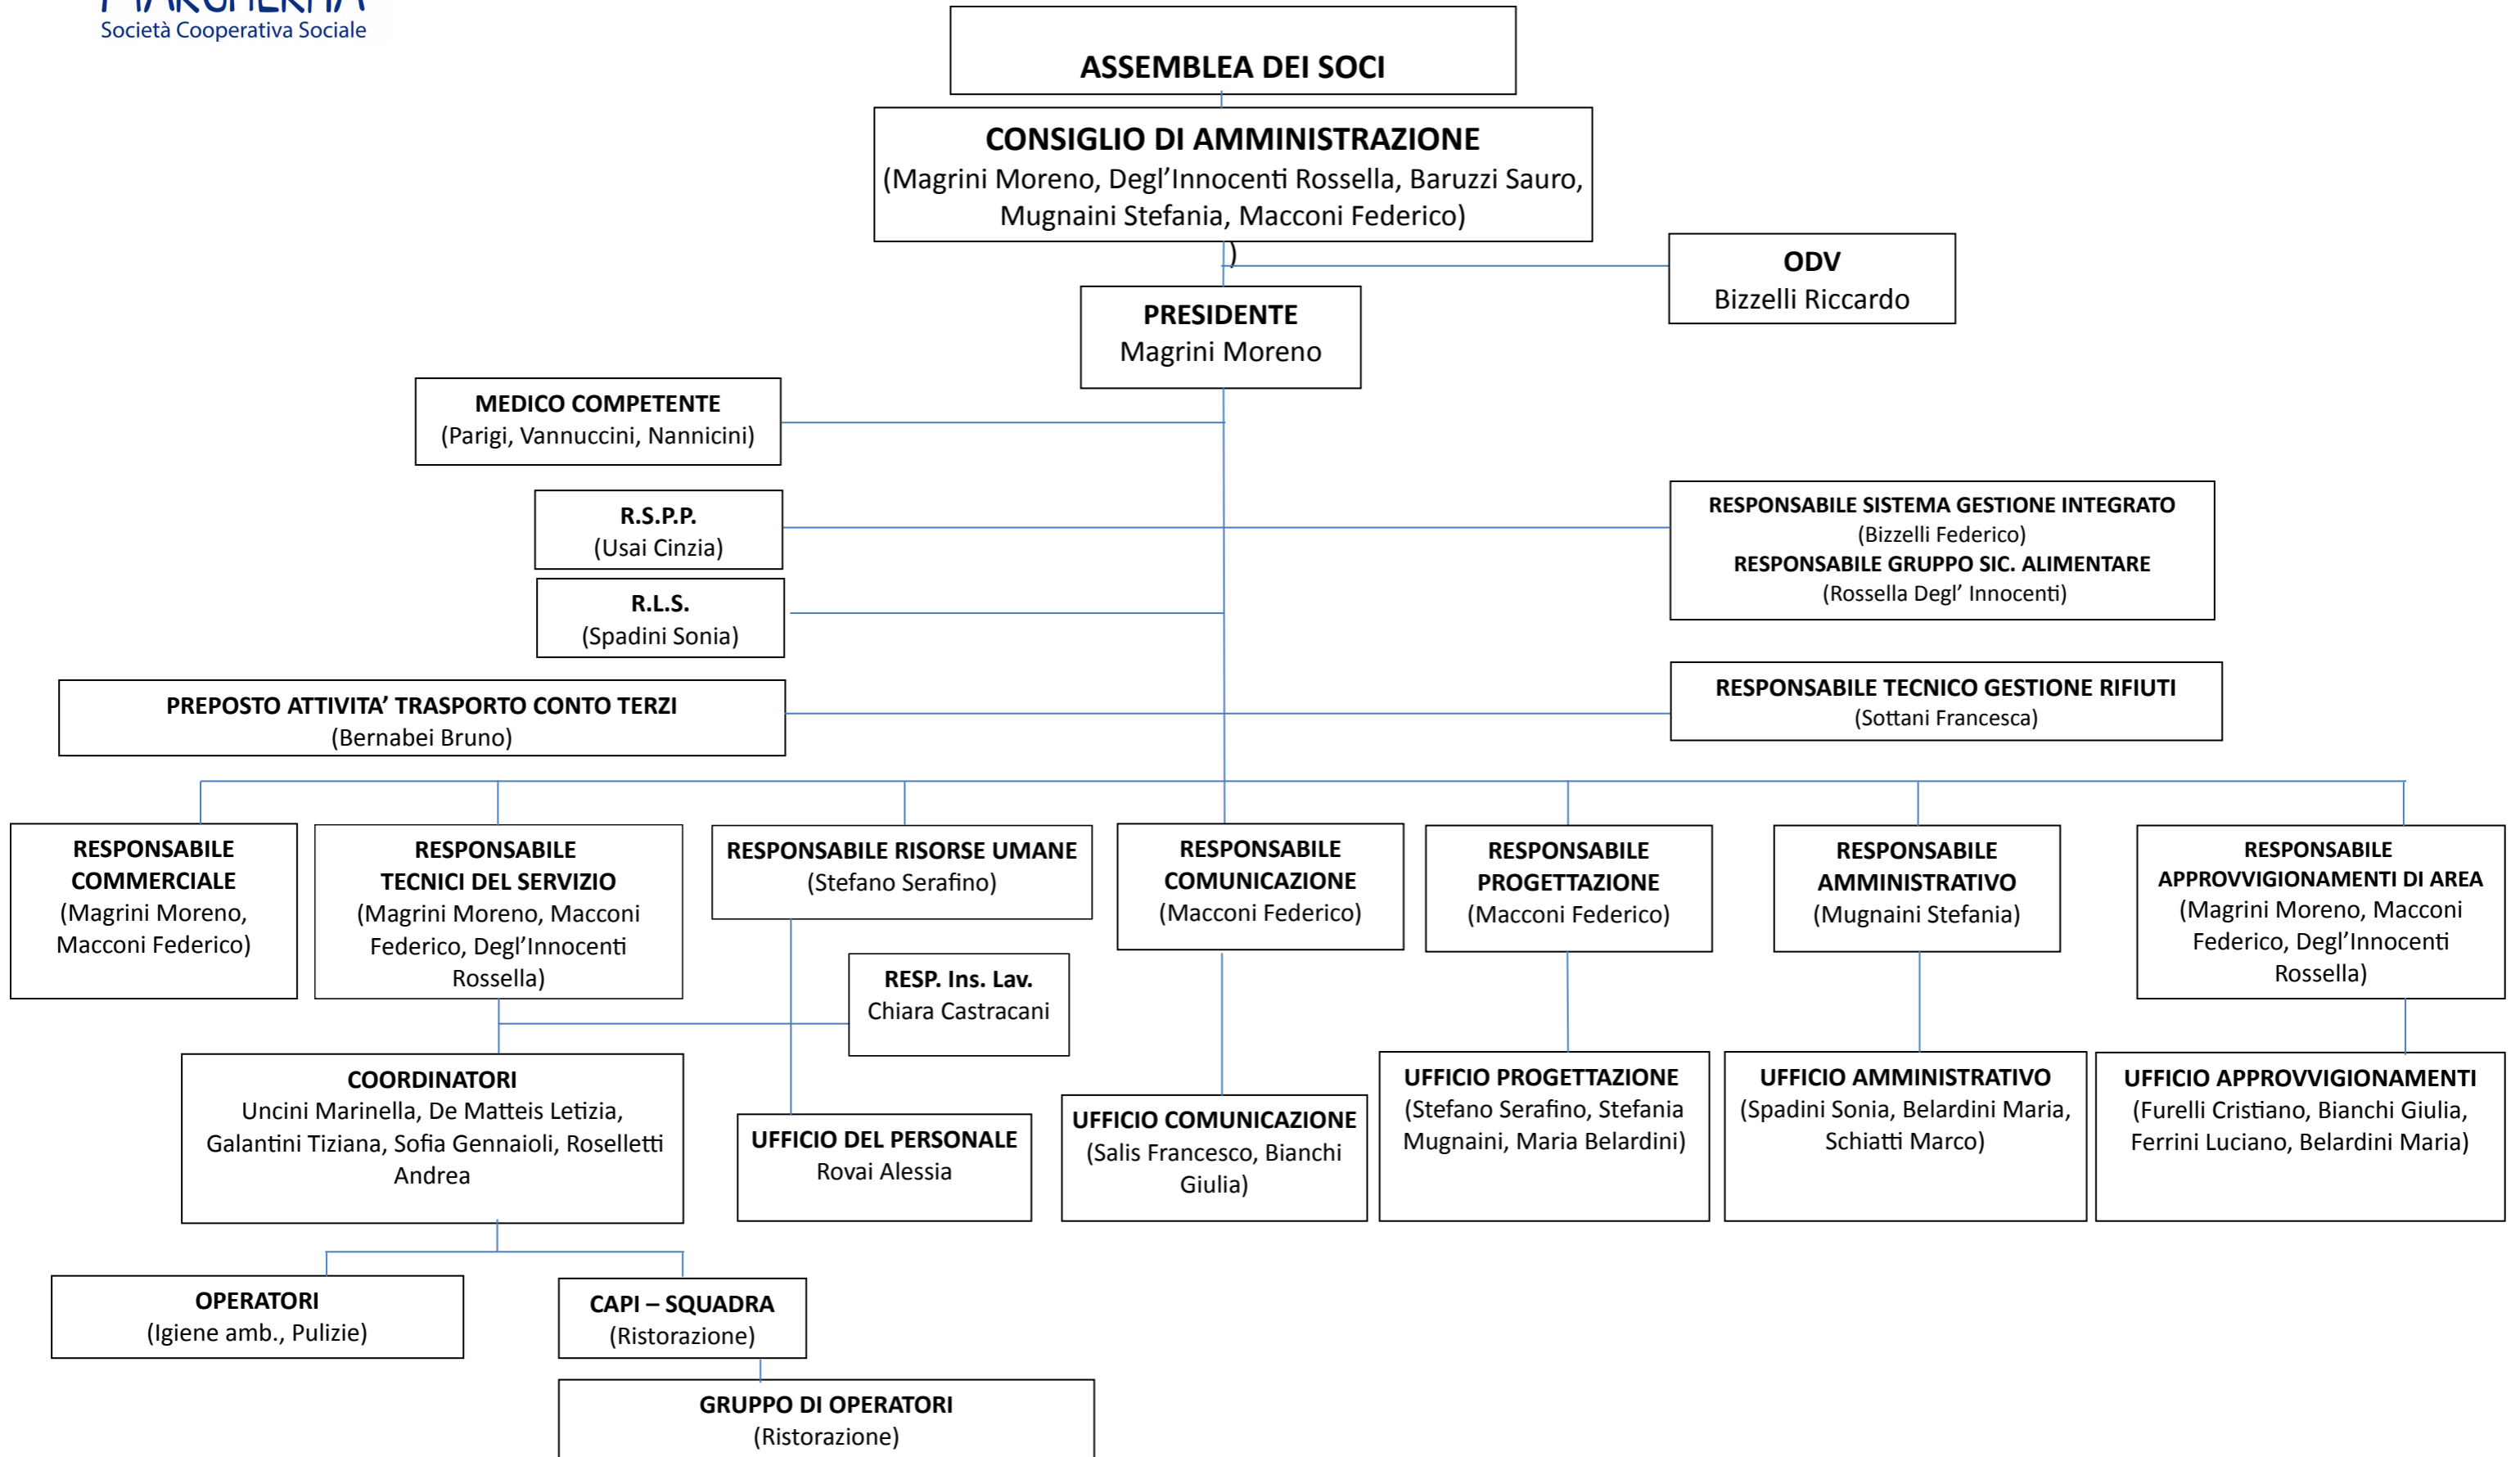 MARGHERITA
Società Cooperativa Sociale
ASSEMBLEA DEI SOCI
CONSIGLIO DI AMMINISTRAZIONE
(Magrini Moreno, Degl’Innocenti Rossella, Baruzzi Sauro,
Mugnaini Stefania, Macconi Federico)
)
ODV
Bizzelli Riccardo
PRESIDENTE
Magrini Moreno
MEDICO COMPETENTE
(Parigi, Vannuccini, Nannicini)
R.S.P.P.
(Usai Cinzia)
RESPONSABILE SISTEMA GESTIONE INTEGRATO
(Bizzelli Federico)
RESPONSABILE GRUPPO SIC. ALIMENTARE
(Rossella Degl’ Innocenti)
R.L.S.
(Spadini Sonia)
PREPOSTO ATTIVITA’ TRASPORTO CONTO TERZI
(Bernabei Bruno)
RESPONSABILE TECNICO GESTIONE RIFIUTI
(Sottani Francesca)
RESPONSABILE
COMMERCIALE
(Magrini Moreno,
Macconi Federico)
RESPONSABILE
TECNICI DEL SERVIZIO
(Magrini Moreno, Macconi
Federico, Degl’Innocenti
Rossella)
RESPONSABILE RISORSE UMANE
(Stefano Serafino)
RESPONSABILE
COMUNICAZIONE
(Macconi Federico)
RESPONSABILE
PROGETTAZIONE
(Macconi Federico)
RESPONSABILE
AMMINISTRATIVO
(Mugnaini Stefania)
RESPONSABILE
APPROVVIGIONAMENTI DI AREA
(Magrini Moreno, Macconi
Federico, Degl’Innocenti
Rossella)
RESP. Ins. Lav.
Chiara Castracani
COORDINATORI
Uncini Marinella, De Matteis Letizia,
Galantini Tiziana, Sofia Gennaioli, Roselletti
Andrea
UFFICIO DEL PERSONALE
Rovai Alessia
UFFICIO COMUNICAZIONE
(Salis Francesco, Bianchi
Giulia)
UFFICIO PROGETTAZIONE
(Stefano Serafino, Stefania
Mugnaini, Maria Belardini)
UFFICIO AMMINISTRATIVO
(Spadini Sonia, Belardini Maria,
Schiatti Marco)
UFFICIO APPROVVIGIONAMENTI
(Furelli Cristiano, Bianchi Giulia,
Ferrini Luciano, Belardini Maria)
OPERATORI
(Igiene amb., Pulizie)
CAPI – SQUADRA
(Ristorazione)
GRUPPO DI OPERATORI
(Ristorazione)